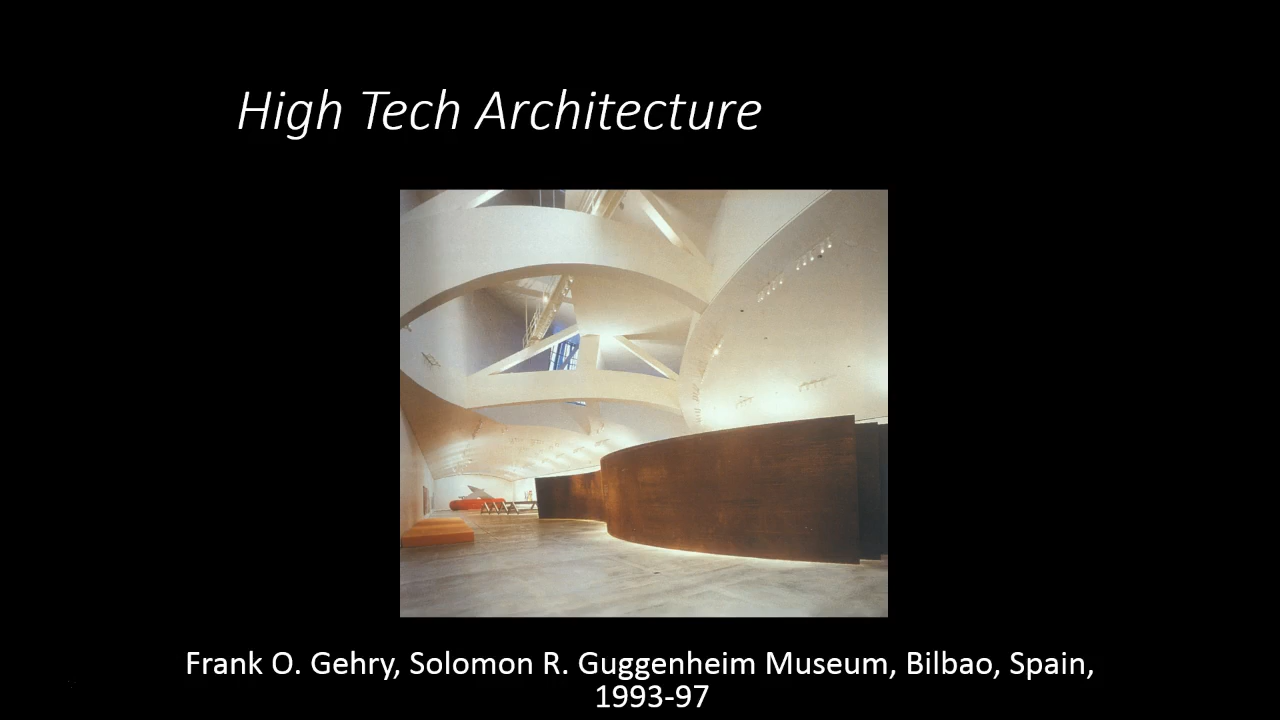 High Tech Architecture
Frank O. Gehry, Solomon R. Guggenheim Museum, Bilbao, Spain,
1993-97